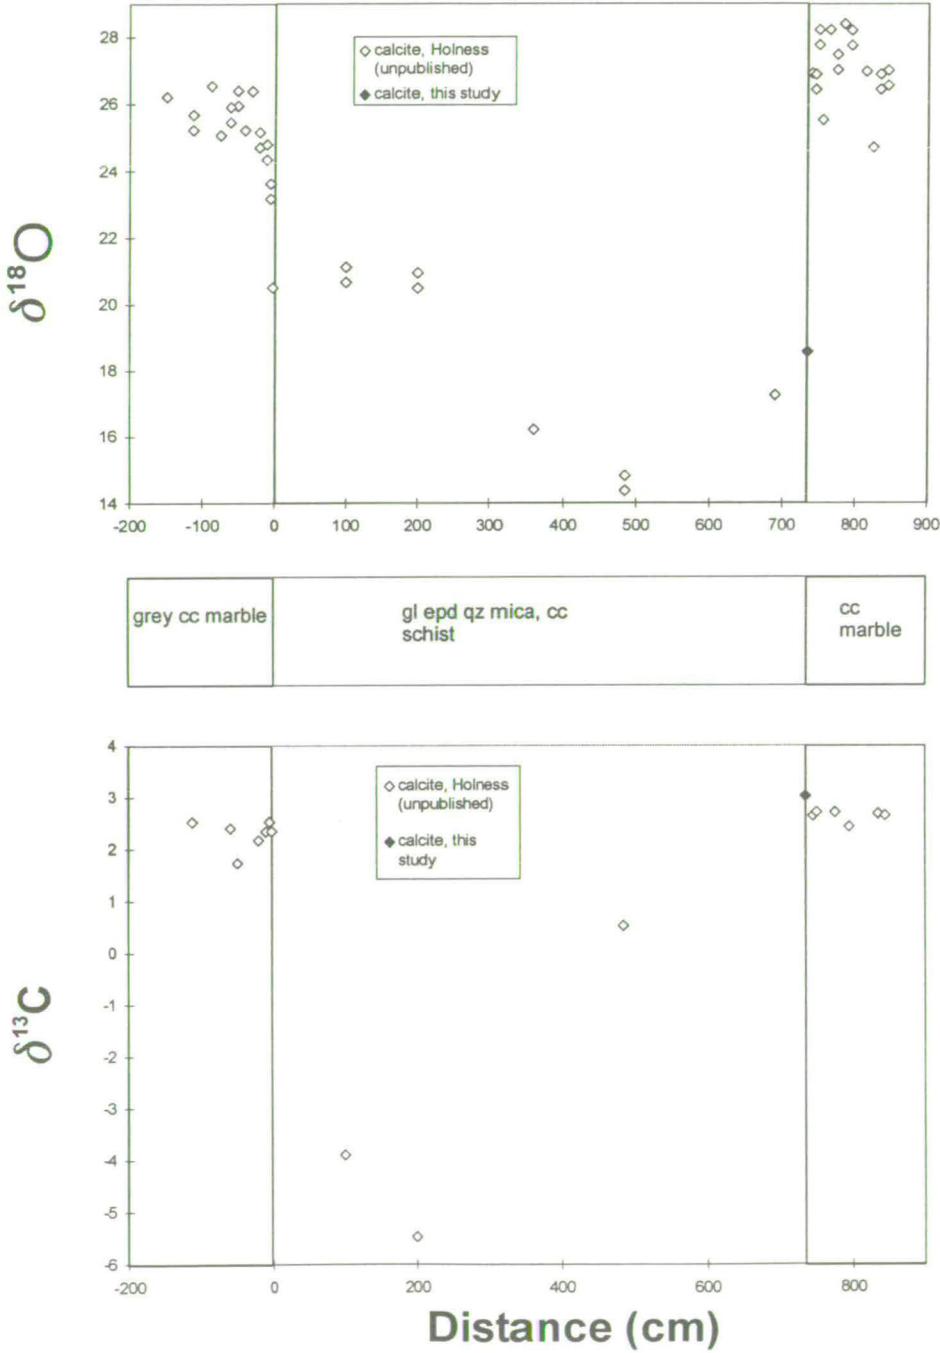 28
26
24
22
20
18
16
14
δ¹⁸O
◇ calcite, Holness
(unpublished)
◆ calcite, this study
-200 -100 0 100 200 300 400 500 600 700 800 900
grey cc marble
gl epd qz mica, cc
schist
cc
marble
4
3
2
1
0
-1
-2
-3
-4
-5
-6
δ¹³C
◇ calcite, Holness
(unpublished)
◆ calcite, this
study
-200 0 200 400 600 800
Distance (cm)